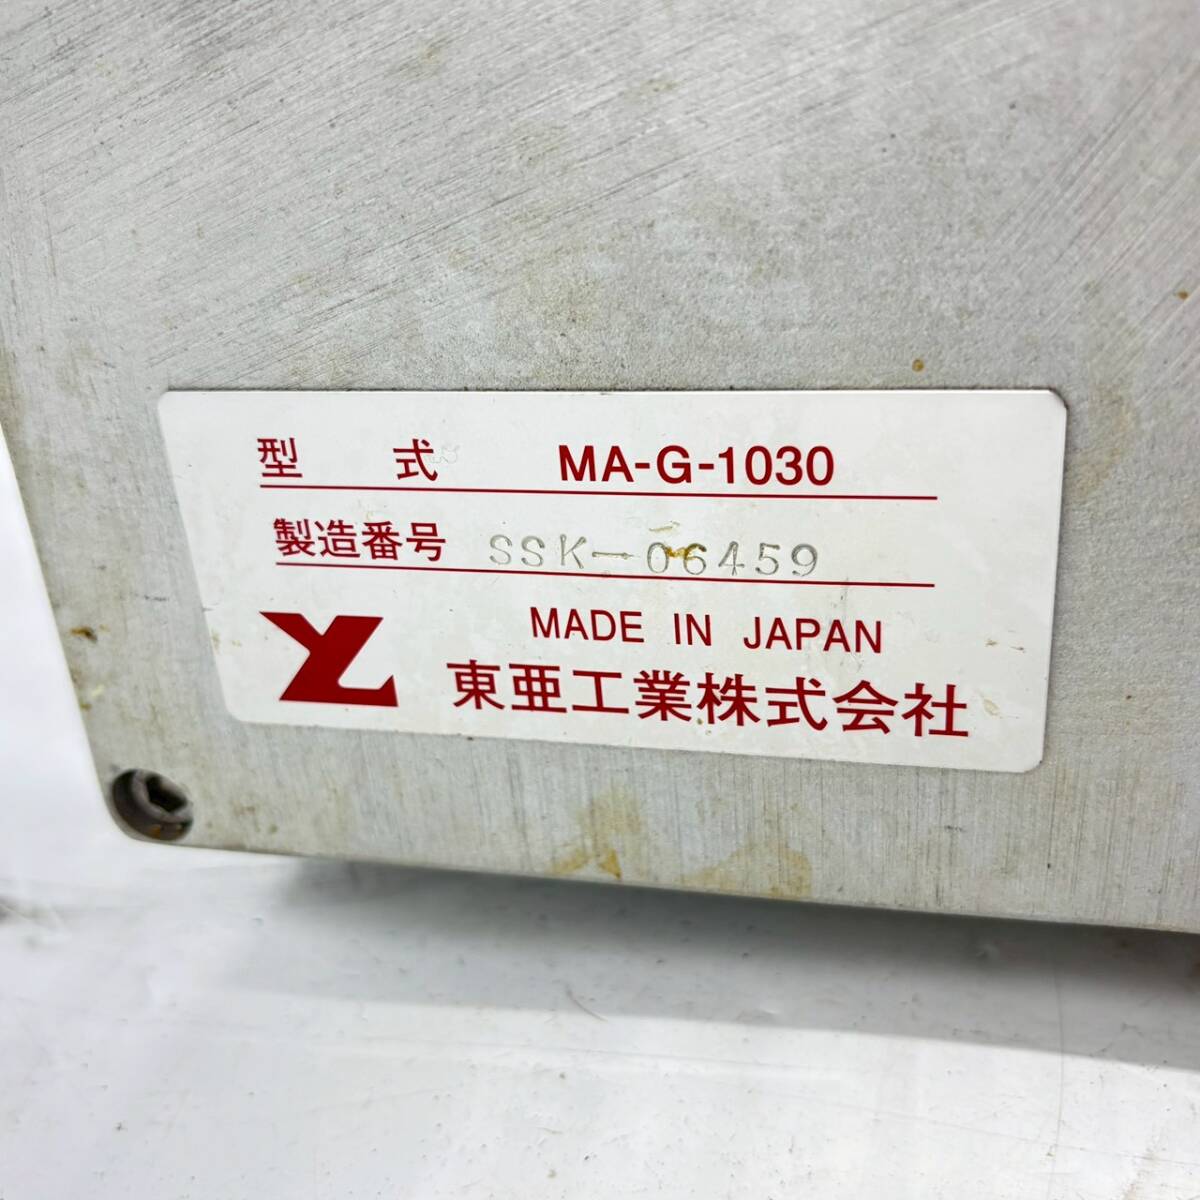 型式 MA-G-1030
製造番号 SSK-06459
MADE IN JAPAN
東亜工業株式会社